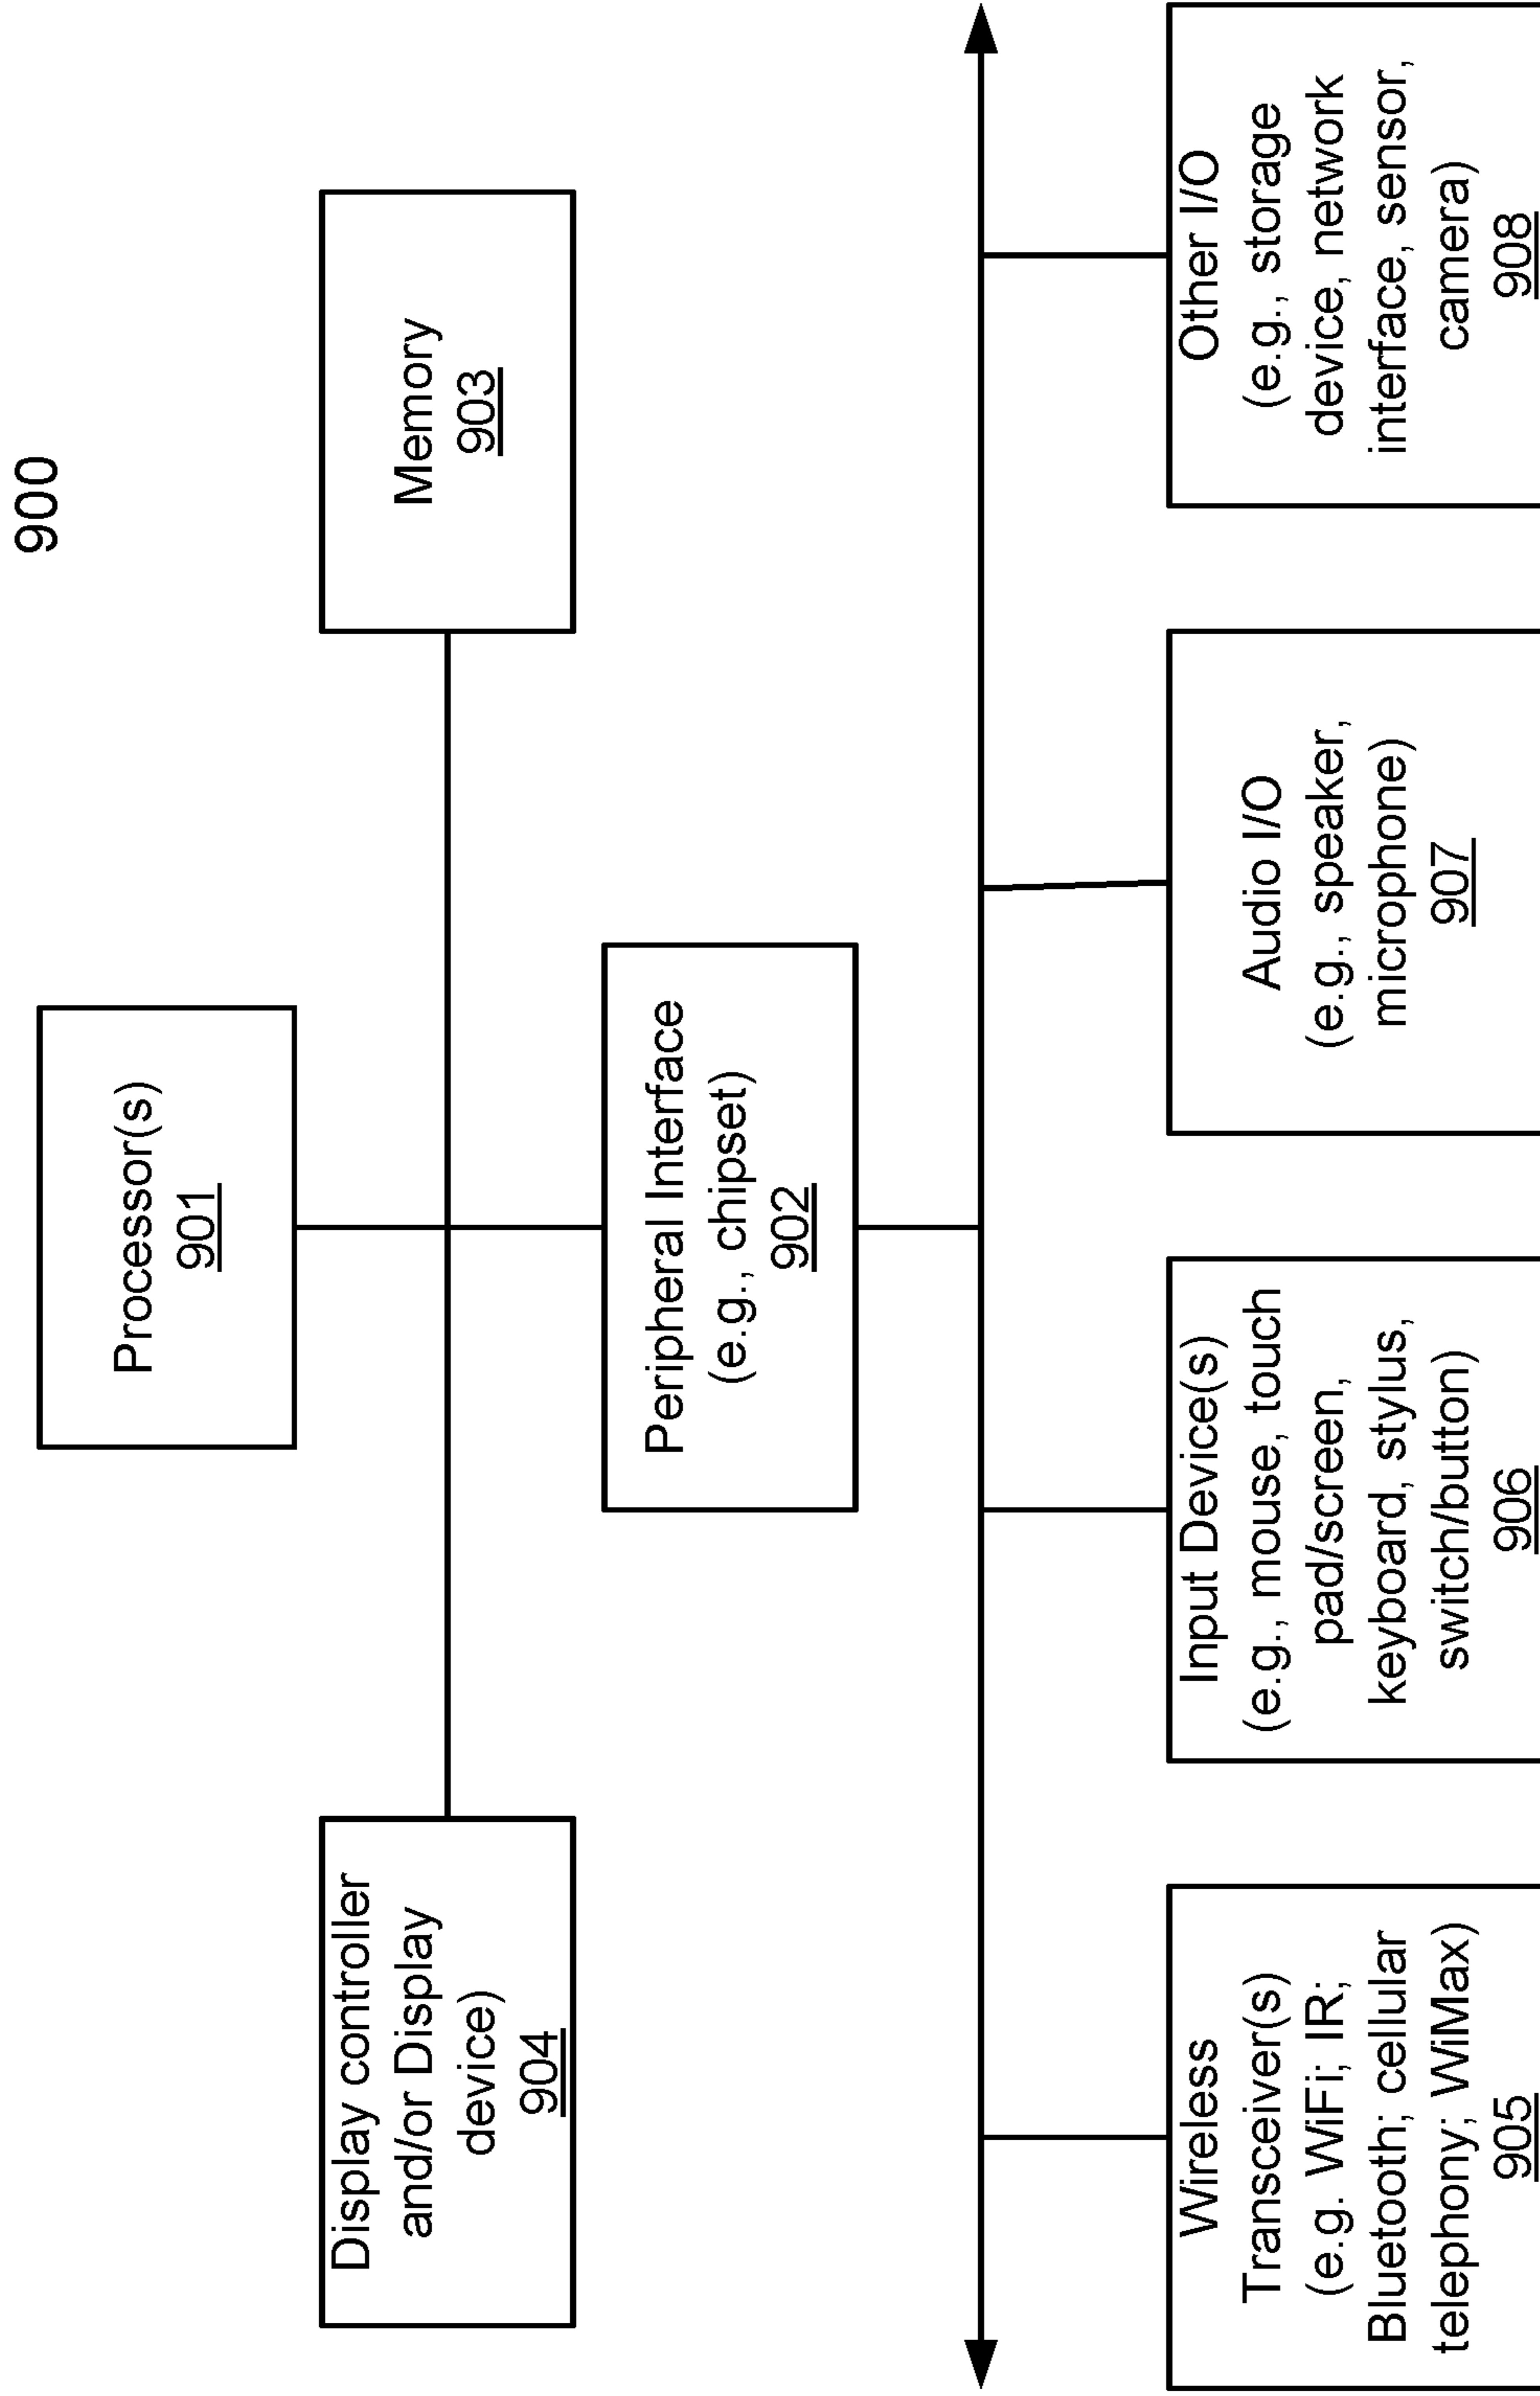 900
Processor(s)
901
Display controller
and/or Display
device)
904
Memory
903
Peripheral Interface
(e.g., chipset)
902
Wireless
Transceiver(s)
(e.g. WiFi; IR;
Bluetooth; cellular
telephony; WiMax)
905
Input Device(s)
(e.g., mouse, touch
pad/screen,
keyboard, stylus,
switch/button)
906
Audio I/O
(e.g., speaker,
microphone)
907
Other I/O
(e.g., storage
device, network
interface, sensor,
camera)
908